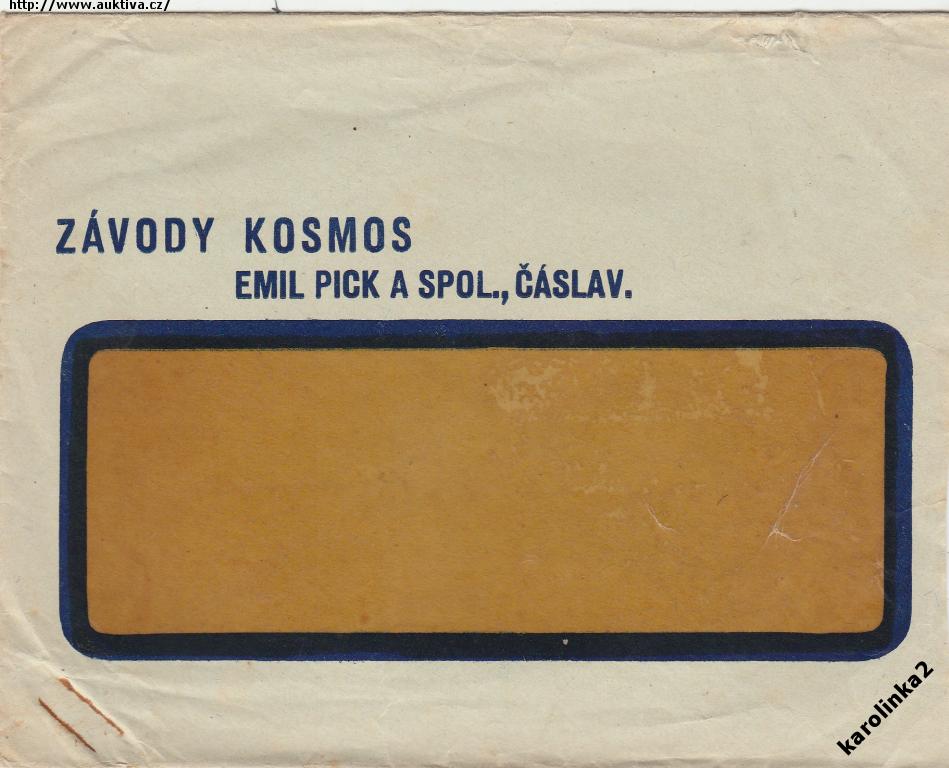 http://www.auktiva.cz/
ZÁVODY KOSMOS
EMIL PICK A SPOL., ČÁSLAV.
karolinka2